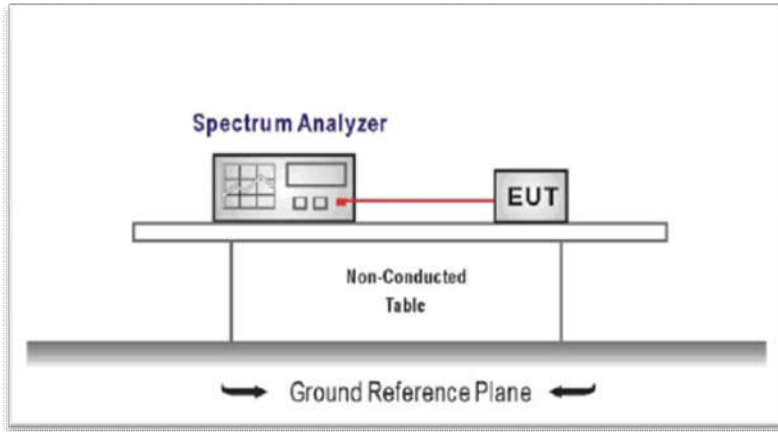 Spectrum Analyzer
EUT
Non-Conducted
Table
Ground Reference Plane